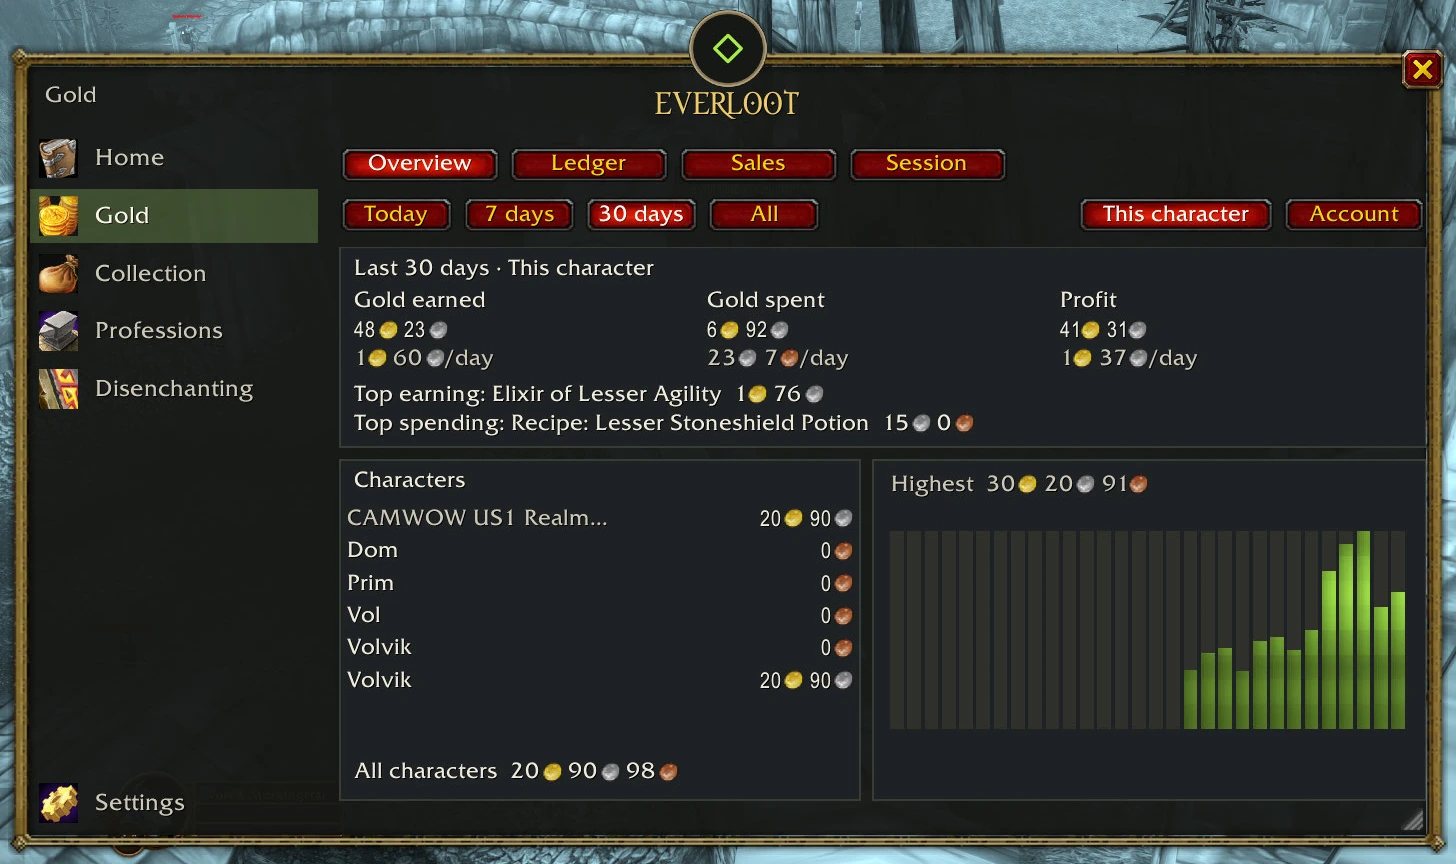 EVERLOOT
Gold
Home
Gold
Collection
Professions
Disenchanting
Settings
Overview Ledger Sales Session
Today 7 days 30 days All This character Account
Last 30 days · This character
Gold earned Gold spent Profit
48 23 6 92 41 31
1 60 /day 23 7 /day 1 37 /day
Top earning: Elixir of Lesser Agility 1 76
Top spending: Recipe: Lesser Stoneshield Potion 15 0
Characters
CAMWOW US1 Realm... 20 90
Dom 0
Prim 0
Vol 0
Volvik 0
Volvik 20 90
All characters 20 90 98
Highest 30 20 91